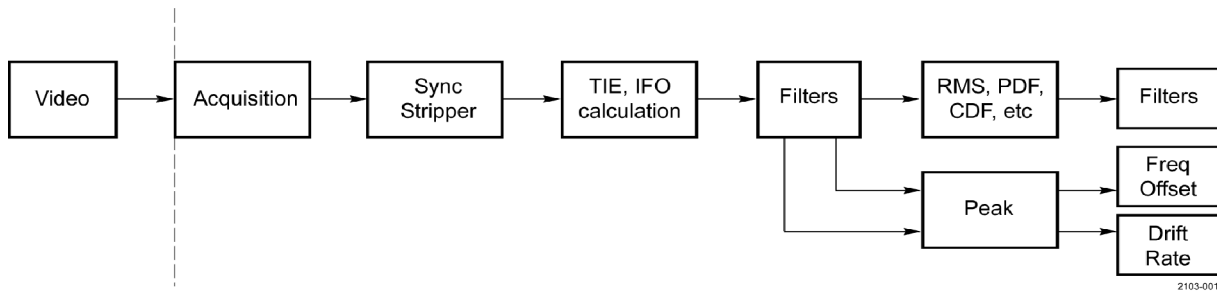 Video
Acquisition
Sync
Stripper
TIE, IFO
calculation
Filters
RMS, PDF,
CDF, etc
Filters
Peak
Freq
Offset
Drift
Rate
2103-001